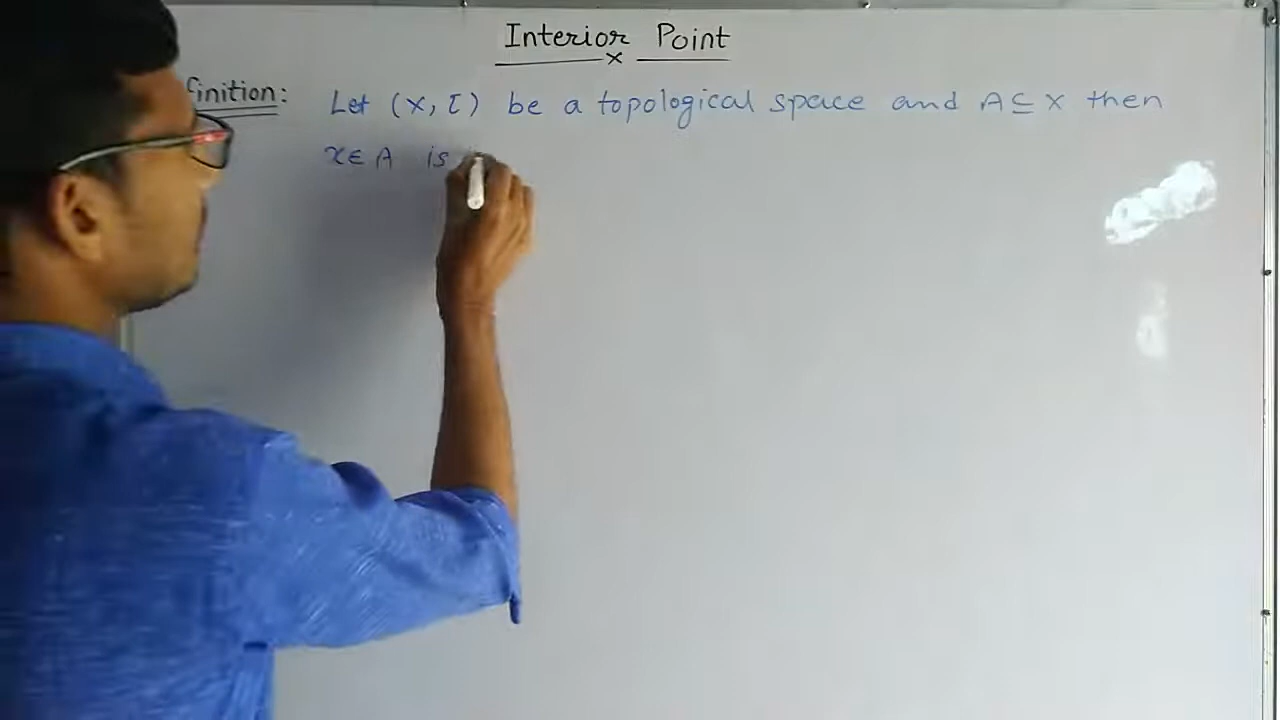 Interior Point
finition: Let (X, τ) be a topological space and A ⊆ X then
x ∈ A is